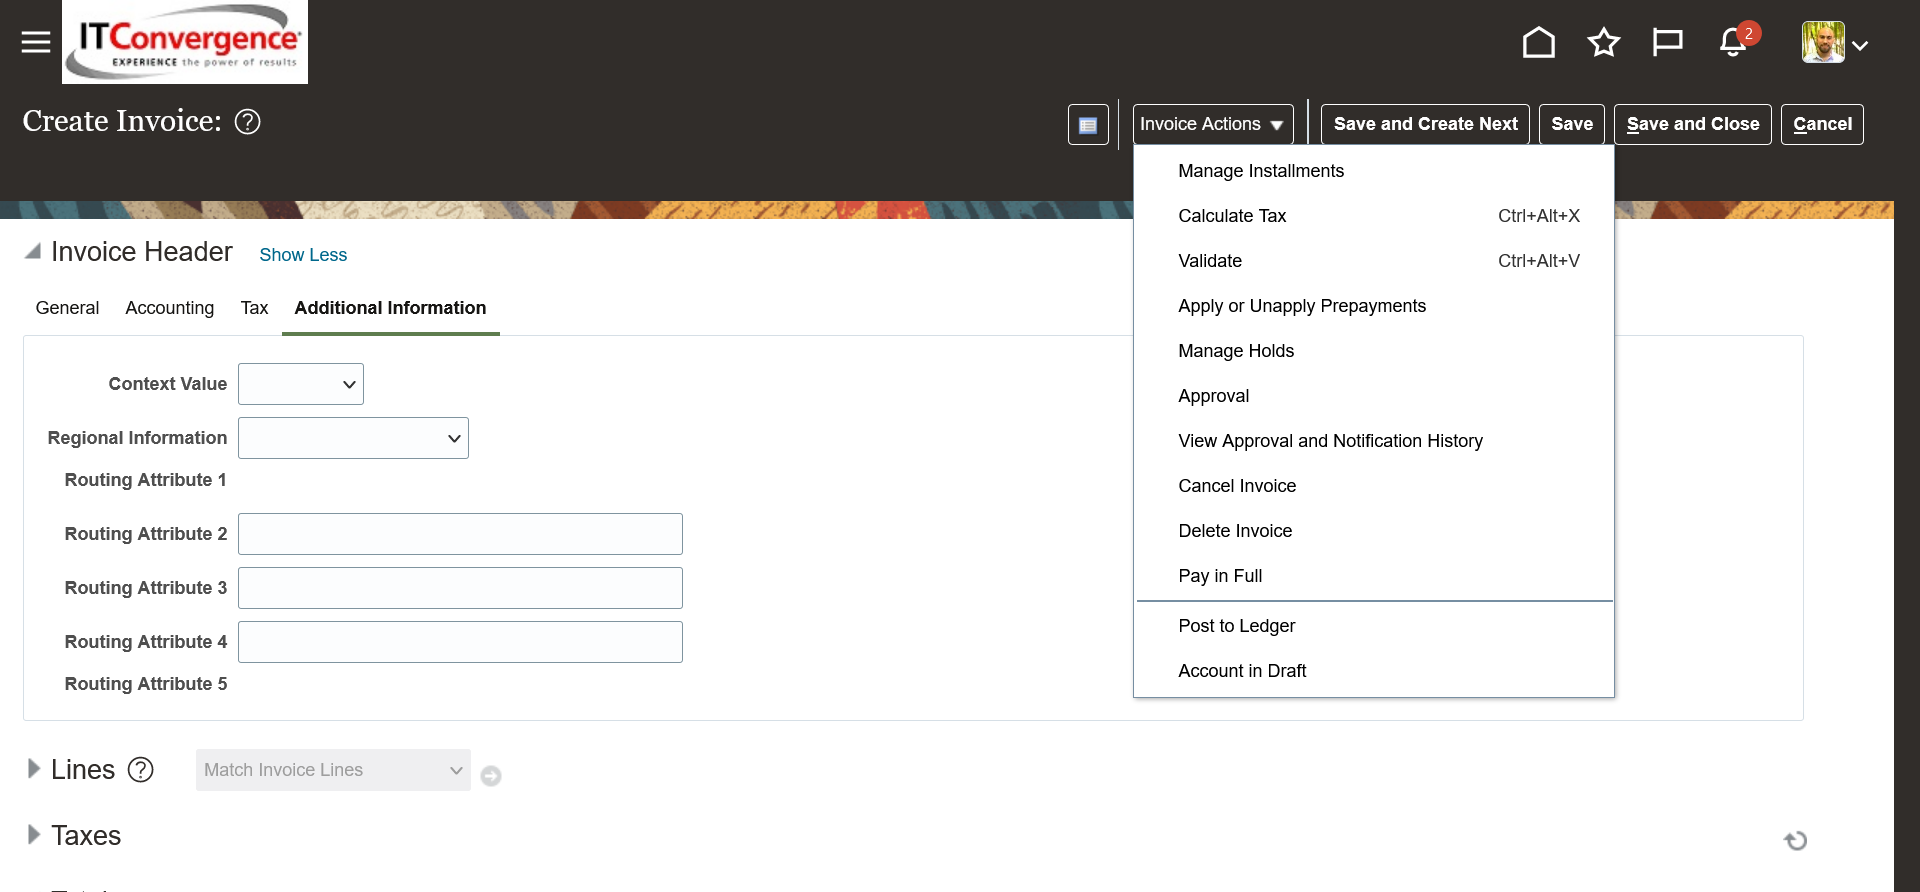 ITConvergence
EXPERIENCE the power of results
2
Create Invoice:
Invoice Actions
Save and Create Next
Save
Save and Close
Cancel
Manage Installments
Calculate Tax Ctrl+Alt+X
Validate Ctrl+Alt+V
Apply or Unapply Prepayments
Manage Holds
Approval
View Approval and Notification History
Cancel Invoice
Delete Invoice
Pay in Full
Post to Ledger
Account in Draft
Invoice Header Show Less
General Accounting Tax Additional Information
Context Value
Regional Information
Routing Attribute 1
Routing Attribute 2
Routing Attribute 3
Routing Attribute 4
Routing Attribute 5
Lines Match Invoice Lines
Taxes